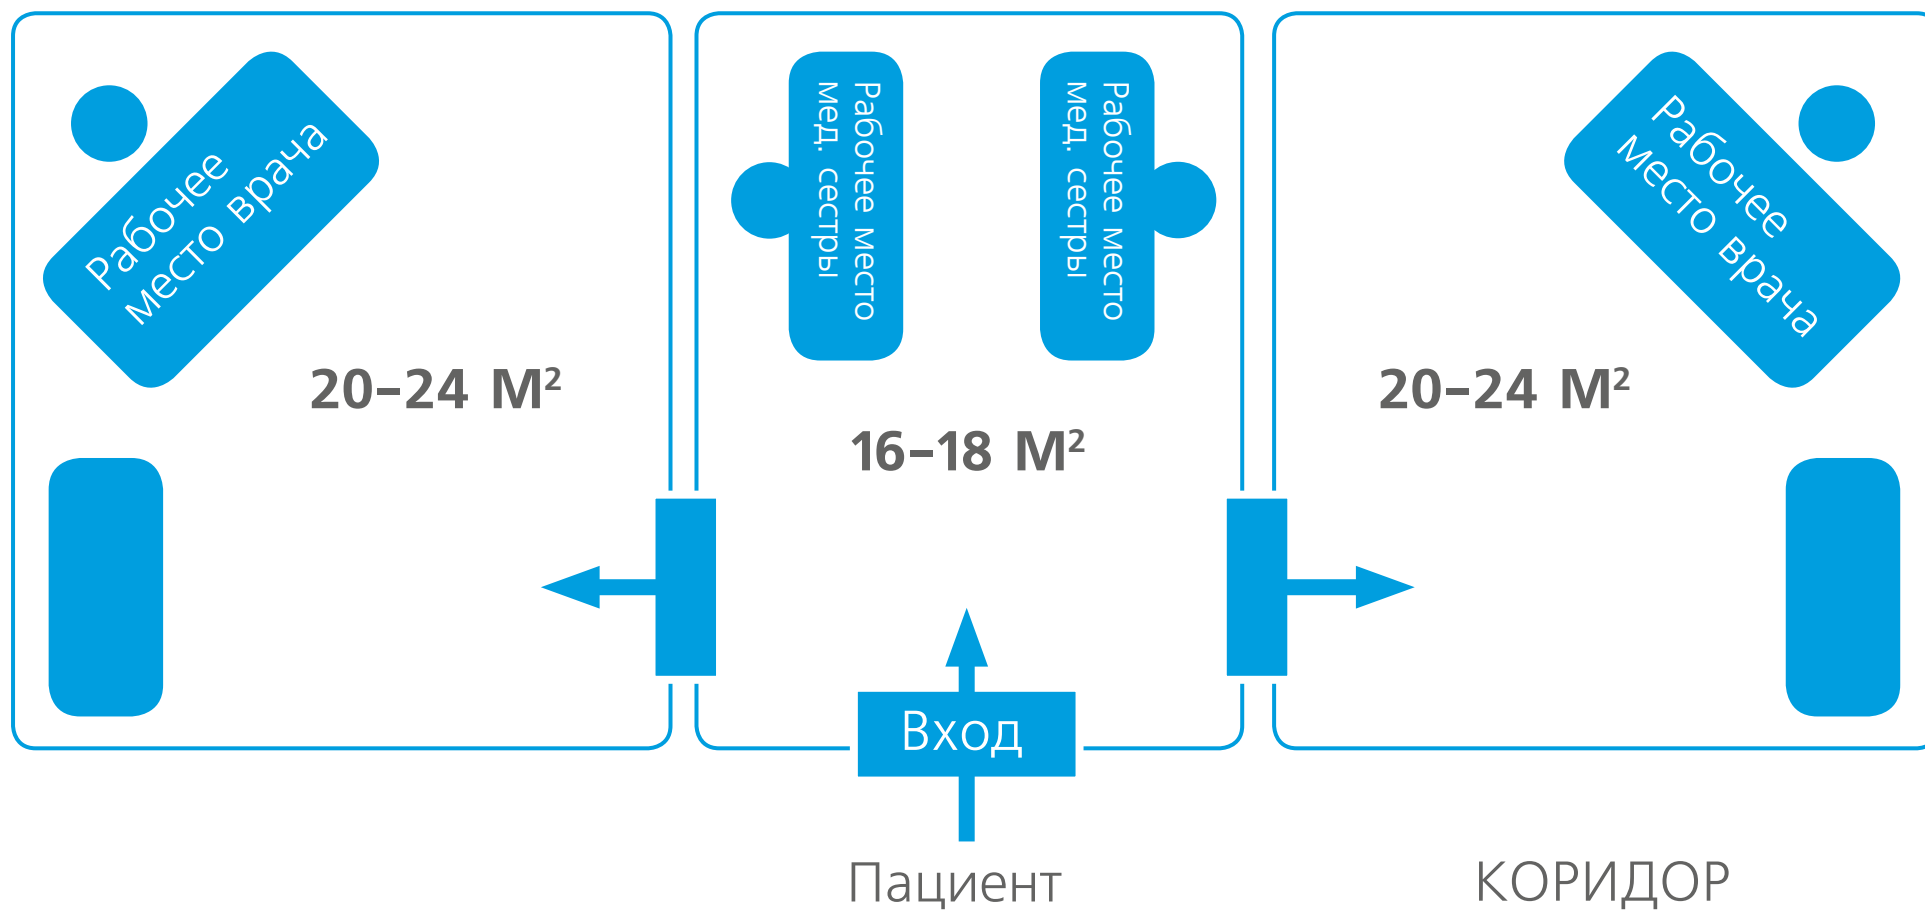 Рабочее
место врача
Рабочее место
мед. сестры
Рабочее место
мед. сестры
Рабочее
место врача
20–24 М²
16–18 М²
20–24 М²
Вход
Пациент
КОРИДОР